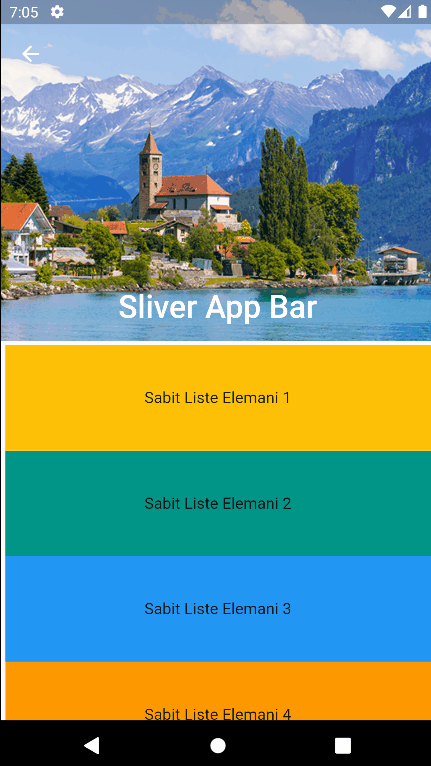 7:05
Sliver App Bar
Sabit Liste Elemani 1
Sabit Liste Elemani 2
Sabit Liste Elemani 3
Sabit Liste Elemani 4